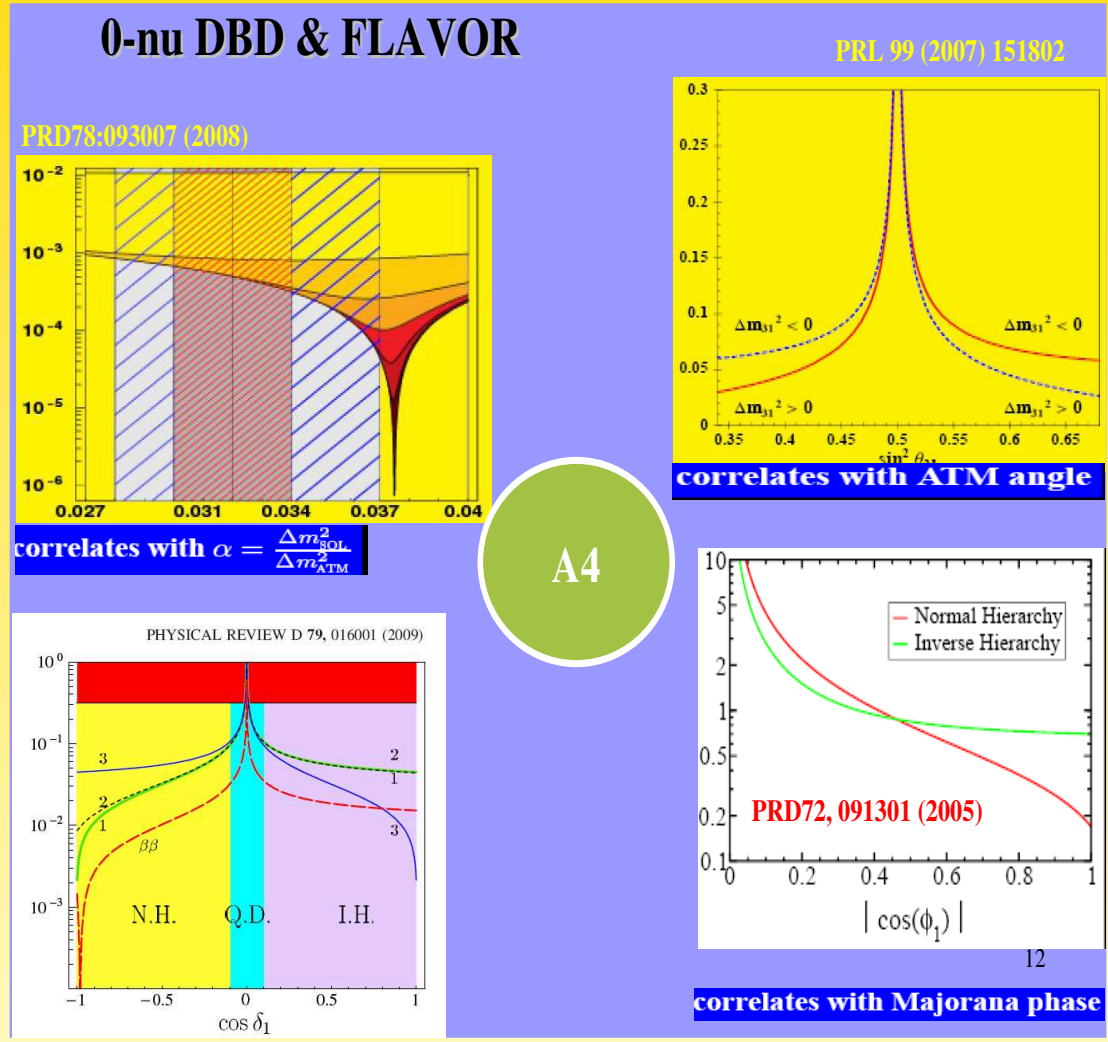 0-nu DBD & FLAVOR
PRL 99 (2007) 151802
PRD78:093007 (2008)
10⁻²
10⁻³
10⁻⁴
10⁻⁵
10⁻⁶
0.027 0.031 0.034 0.037 0.04
correlates with α = Δm²SOL / Δm²ATM
0.3
0.25
0.2
0.15
0.1
0.05
0
Δm₃₁² < 0 Δm₃₁² < 0
Δm₃₁² > 0 Δm₃₁² > 0
0.35 0.4 0.45 0.5 0.55 0.6 0.65
sin² θ
correlates with ATM angle
A4
PHYSICAL REVIEW D 79, 016001 (2009)
10⁰
10⁻¹
10⁻²
10⁻³
3 2
1
2
1 3
ββ
N.H. Q.D. I.H.
-1 -0.5 0 0.5 1
cos δ₁
10
5
2
1
0.5
0.2
0.1
Normal Hierarchy
Inverse Hierarchy
PRD72, 091301 (2005)
0 0.2 0.4 0.6 0.8 1
| cos(ϕ₁) |
12
correlates with Majorana phase